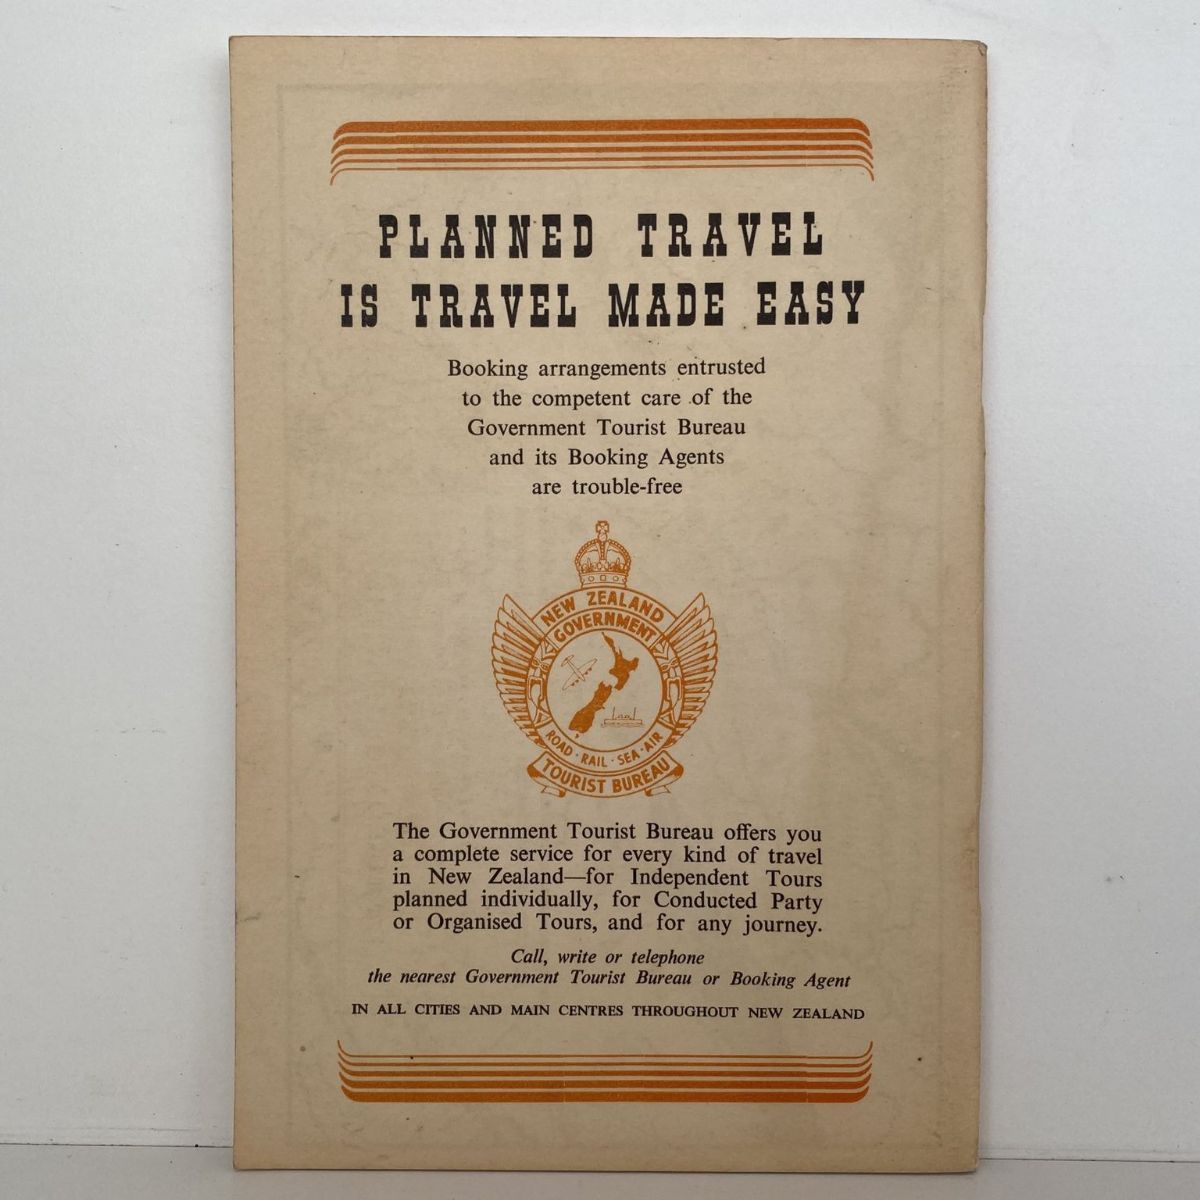 PLANNED TRAVEL
IS TRAVEL MADE EASY
Booking arrangements entrusted
to the competent care of the
Government Tourist Bureau
and its Booking Agents
are trouble-free
NEW ZEALAND
GOVERNMENT
ROAD · RAIL · SEA · AIR
TOURIST BUREAU
The Government Tourist Bureau offers you
a complete service for every kind of travel
in New Zealand—for Independent Tours
planned individually, for Conducted Party
or Organised Tours, and for any journey.
Call, write or telephone
the nearest Government Tourist Bureau or Booking Agent
IN ALL CITIES AND MAIN CENTRES THROUGHOUT NEW ZEALAND